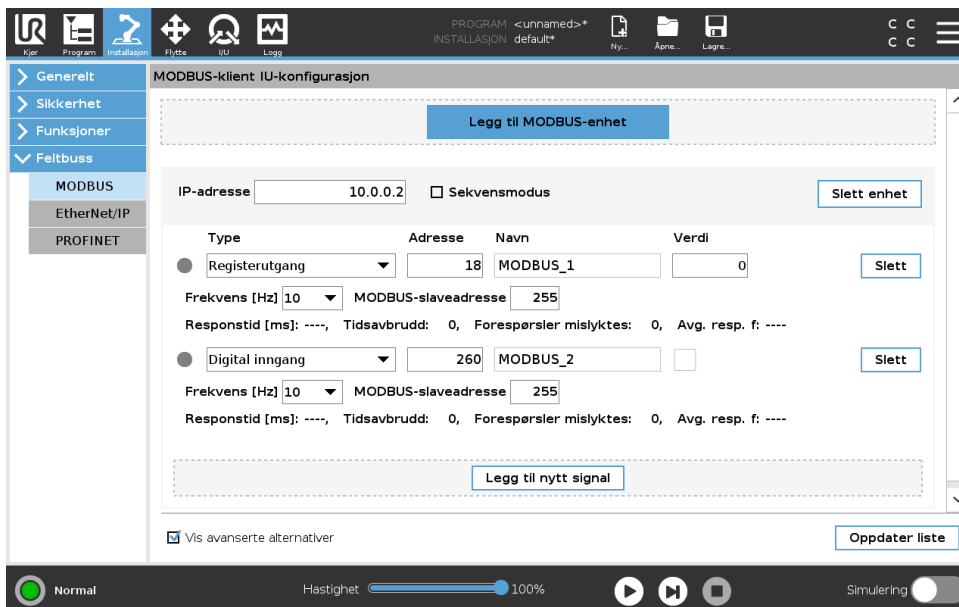 UR
PROGRAM <unnamed>*
INSTALLASJON default*
C C
C C
Kjør Program Installasjon Flytte I/U Logg Ny... Åpne... Lagre...
Generelt
Sikkerhet
Funksjoner
Feltbuss
MODBUS
EtherNet/IP
PROFINET
MODBUS-klient IU-konfigurasjon
Legg til MODBUS-enhet
IP-adresse 10.0.0.2 Sekvensmodus Slett enhet
Type Adresse Navn Verdi
Registerutgang 18 MODBUS_1 0 Slett
Frekvens [Hz] 10 MODBUS-slaveadresse 255
Responstid [ms]: ----, Tidsavbrudd: 0, Forespørsler mislyktes: 0, Avg. resp. f: ----
Digital inngang 260 MODBUS_2 Slett
Frekvens [Hz] 10 MODBUS-slaveadresse 255
Responstid [ms]: ----, Tidsavbrudd: 0, Forespørsler mislyktes: 0, Avg. resp. f: ----
Legg til nytt signal
Vis avanserte alternativer Oppdater liste
Normal Hastighet 100% Simulering